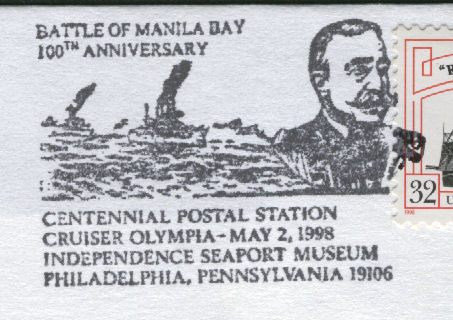 BATTLE OF MANILA BAY
100TH ANNIVERSARY
CENTENNIAL POSTAL STATION
CRUISER OLYMPIA-MAY 2, 1998
INDEPENDENCE SEAPORT MUSEUM
PHILADELPHIA, PENNSYLVANIA 19106
32
1998